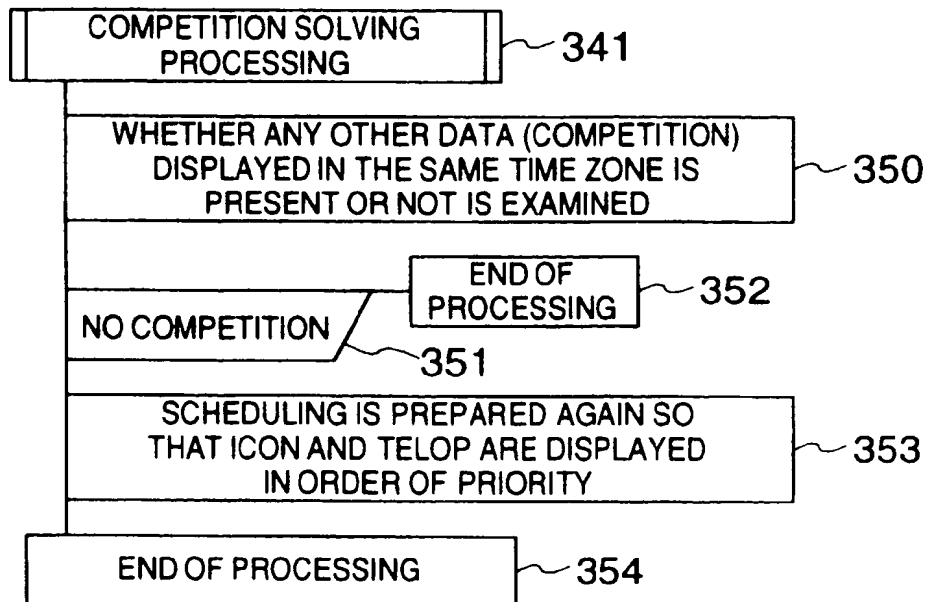 COMPETITION SOLVING
PROCESSING
341
WHETHER ANY OTHER DATA (COMPETITION)
DISPLAYED IN THE SAME TIME ZONE IS
PRESENT OR NOT IS EXAMINED
350
END OF
PROCESSING
352
NO COMPETITION
351
SCHEDULING IS PREPARED AGAIN SO
THAT ICON AND TELOP ARE DISPLAYED
IN ORDER OF PRIORITY
353
END OF PROCESSING
354